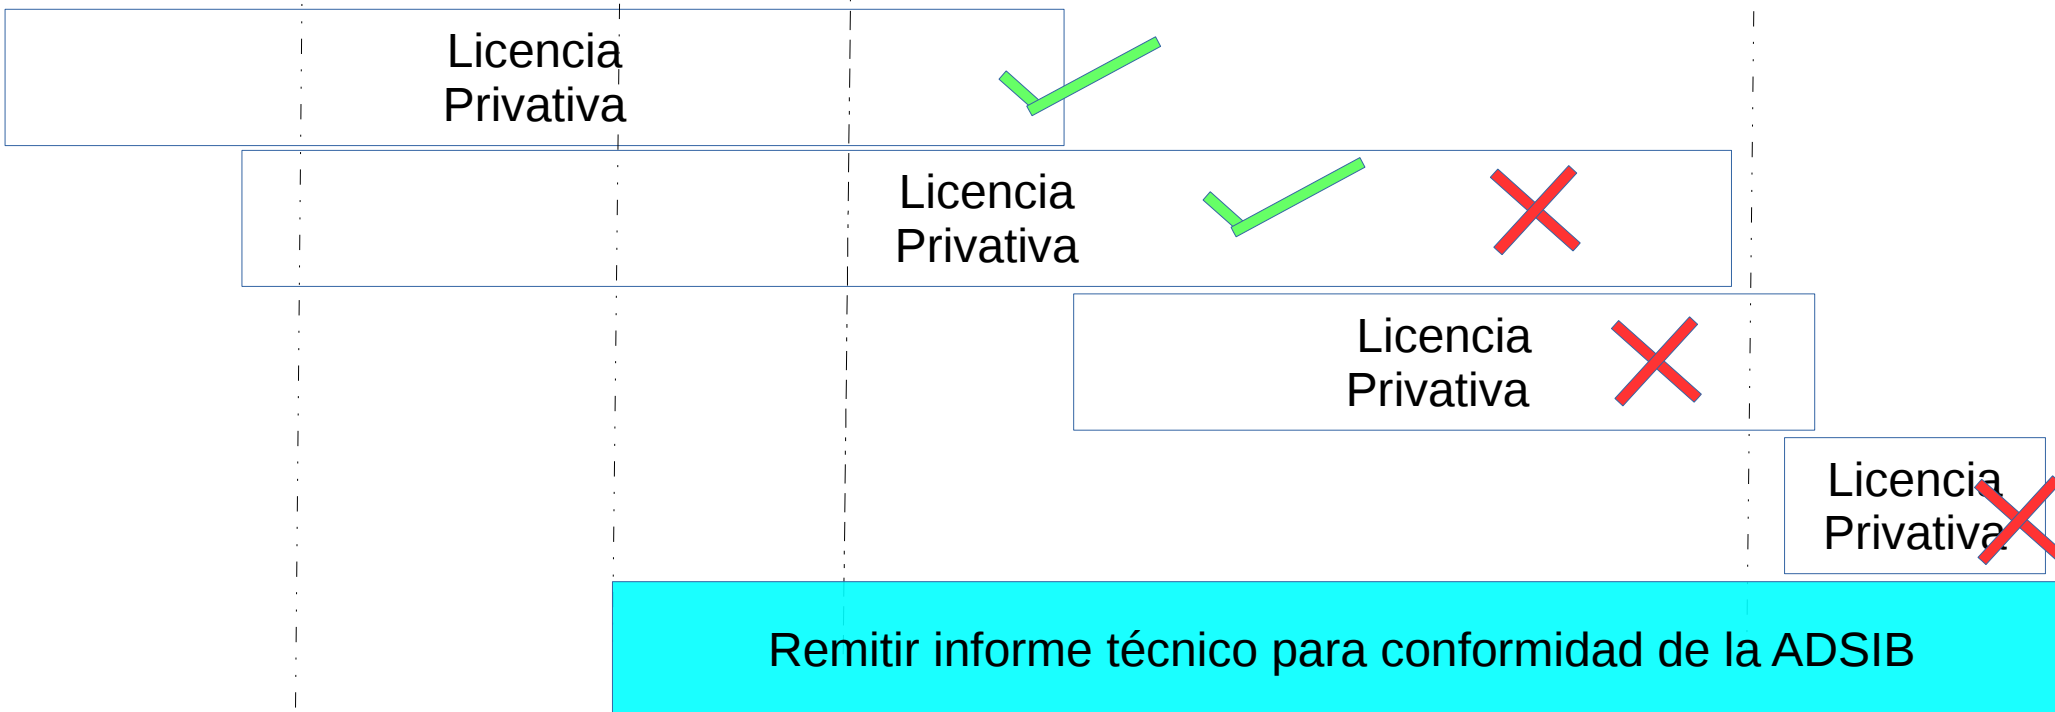 Licencia
Privativa
Licencia
Privativa
Licencia
Privativa
Licencia
Privativa
Remitir informe técnico para conformidad de la ADSIB